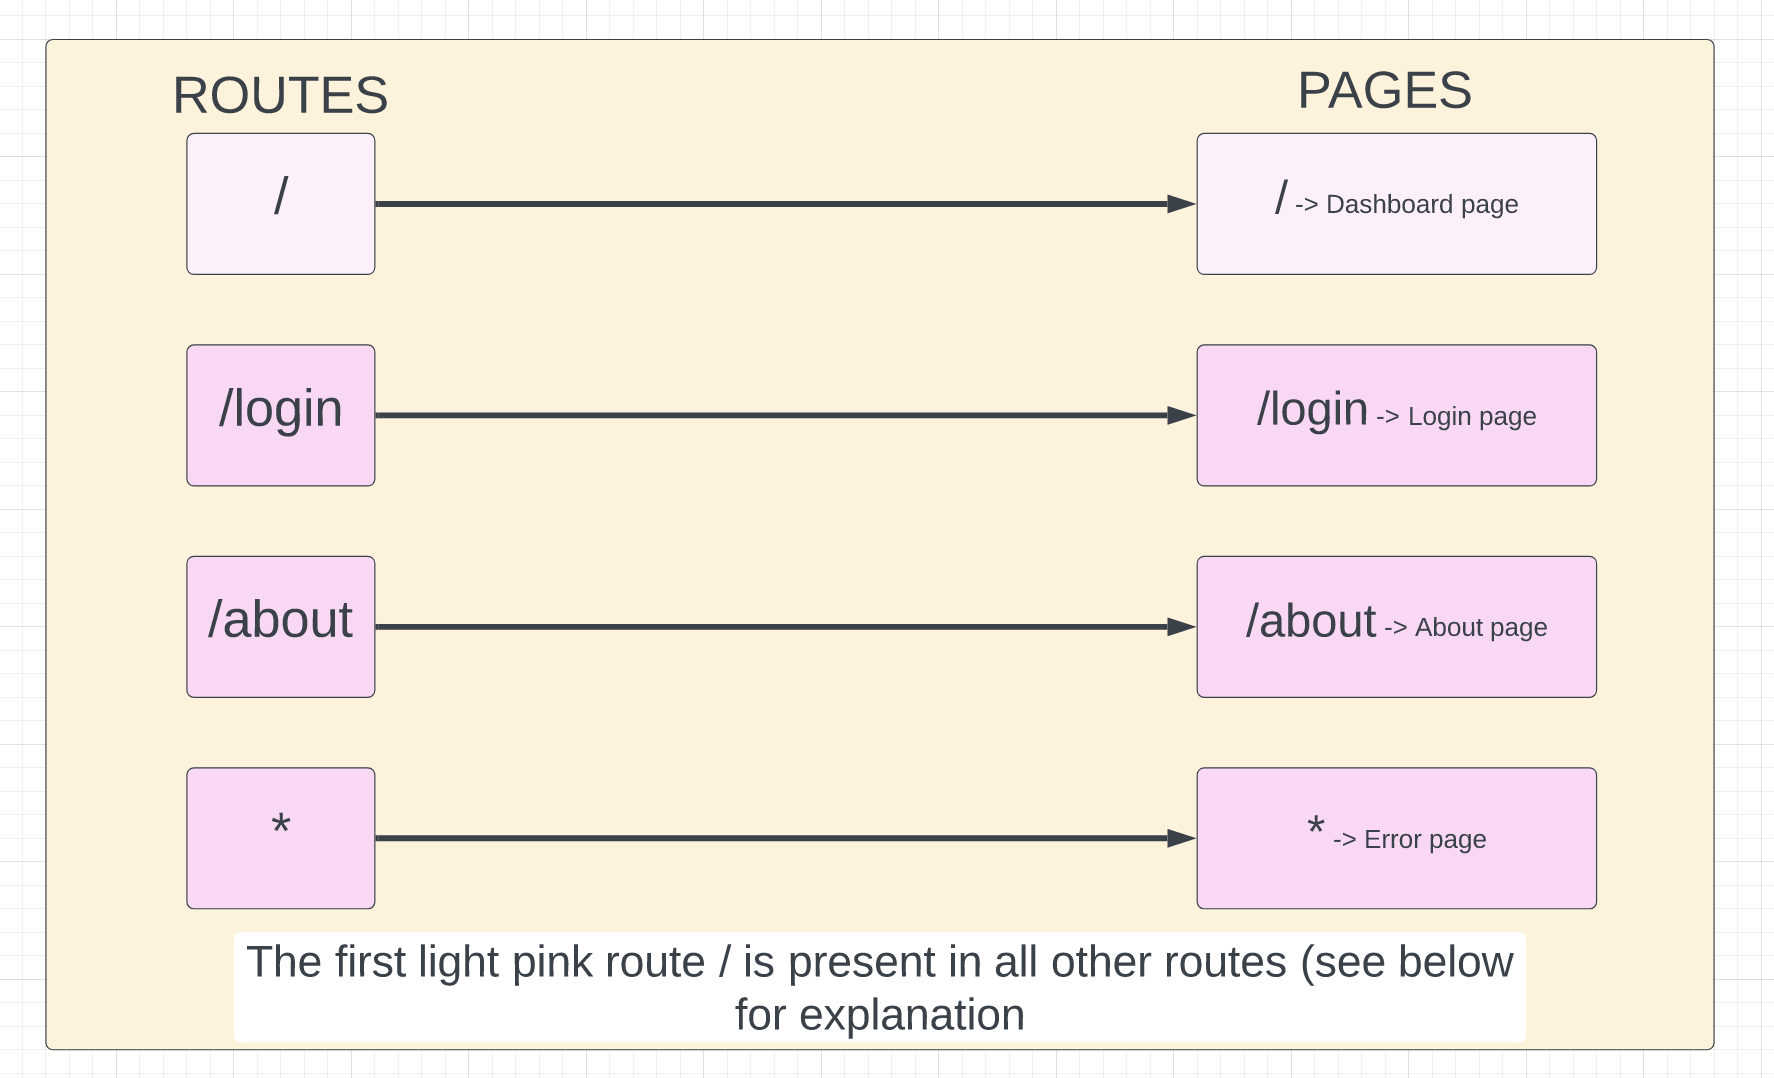 ROUTES
PAGES
/
/ -> Dashboard page
/login
/login -> Login page
/about
/about -> About page
*
* -> Error page
The first light pink route / is present in all other routes (see below
for explanation